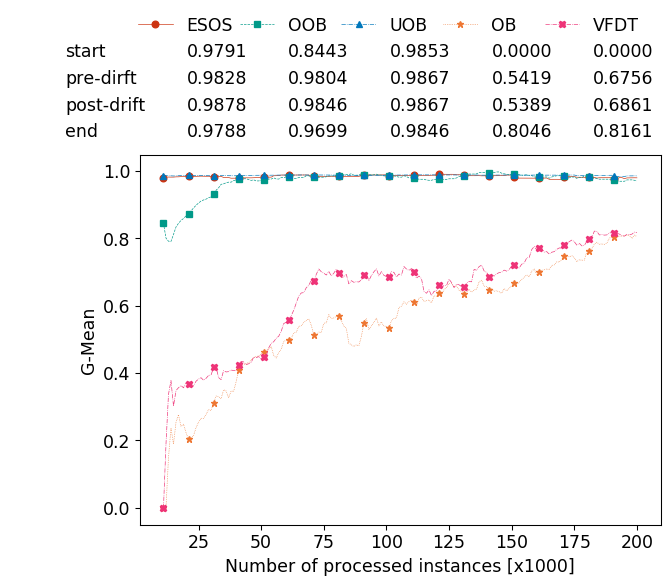 ESOS OOB UOB OB VFDT
start 0.9791 0.8443 0.9853 0.0000 0.0000
pre-dirft 0.9828 0.9804 0.9867 0.5419 0.6756
post-drift 0.9878 0.9846 0.9867 0.5389 0.6861
end 0.9788 0.9699 0.9846 0.8046 0.8161
1.0
0.8
0.6
0.4
0.2
0.0
G-Mean
25 50 75 100 125 150 175 200
Number of processed instances [x1000]